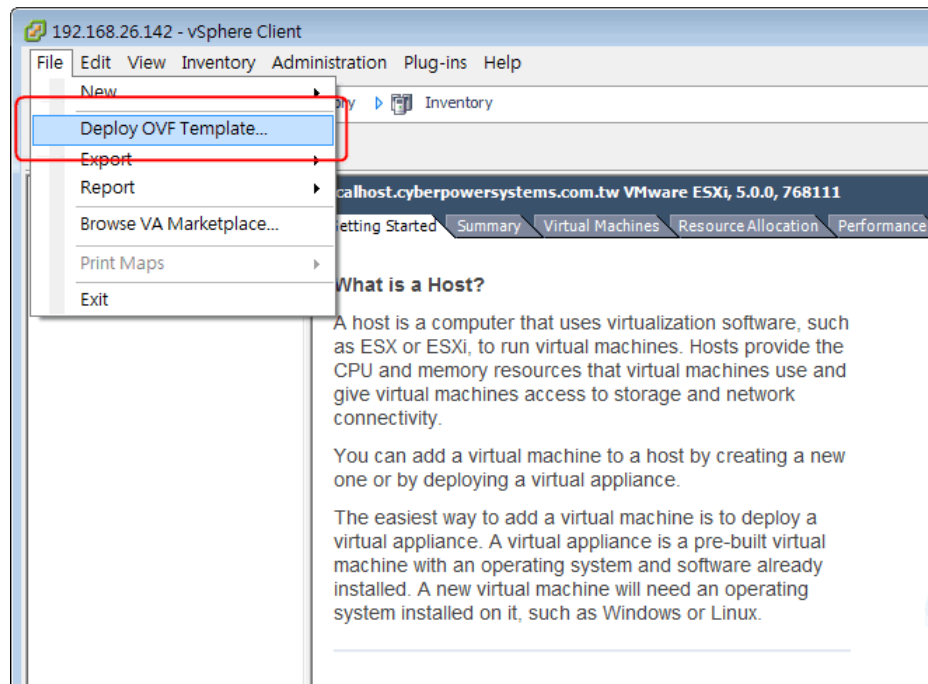 192.168.26.142 - vSphere Client
File Edit View Inventory Administration Plug-ins Help
New
Inventory
Deploy OVF Template...
Export
Report
Browse VA Marketplace...
Print Maps
Exit
calhost.cyberpowersystems.com.tw VMware ESXi, 5.0.0, 768111
etting Started Summary Virtual Machines Resource Allocation Performance
What is a Host?
A host is a computer that uses virtualization software, such
as ESX or ESXi, to run virtual machines. Hosts provide the
CPU and memory resources that virtual machines use and
give virtual machines access to storage and network
connectivity.
You can add a virtual machine to a host by creating a new
one or by deploying a virtual appliance.
The easiest way to add a virtual machine is to deploy a
virtual appliance. A virtual appliance is a pre-built virtual
machine with an operating system and software already
installed. A new virtual machine will need an operating
system installed on it, such as Windows or Linux.